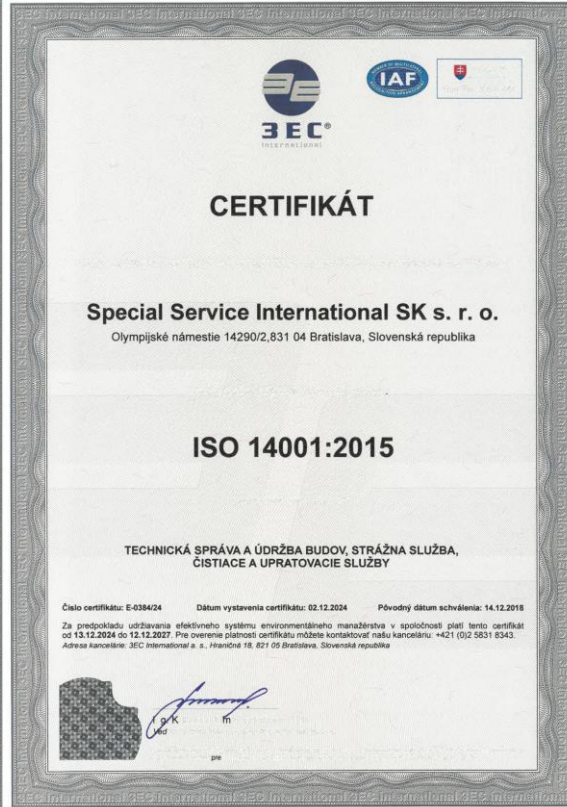 3EC®
international
IAF
CERTIFIKÁT
Special Service International SK s. r. o.
Olympijské námestie 14290/2,831 04 Bratislava, Slovenská republika
ISO 14001:2015
TECHNICKÁ SPRÁVA A ÚDRŽBA BUDOV, STRÁŽNA SLUŽBA,
ČISTIACE A UPRATOVACIE SLUŽBY
Číslo certifikátu: E-0384/24 Dátum vystavenia certifikátu: 02.12.2024 Pôvodný dátum schválenia: 14.12.2018
Za predpokladu udržiavania efektívneho systému environmentálneho manažérstva v spoločnosti platí tento certifikát
od 13.12.2024 do 12.12.2027. Pre overenie platnosti certifikátu môžete kontaktovať našu kanceláriu: +421 (0)2 5831 8343.
Adresa kancelárie: 3EC International a. s., Hraničná 18, 821 05 Bratislava, Slovenská republika
pre